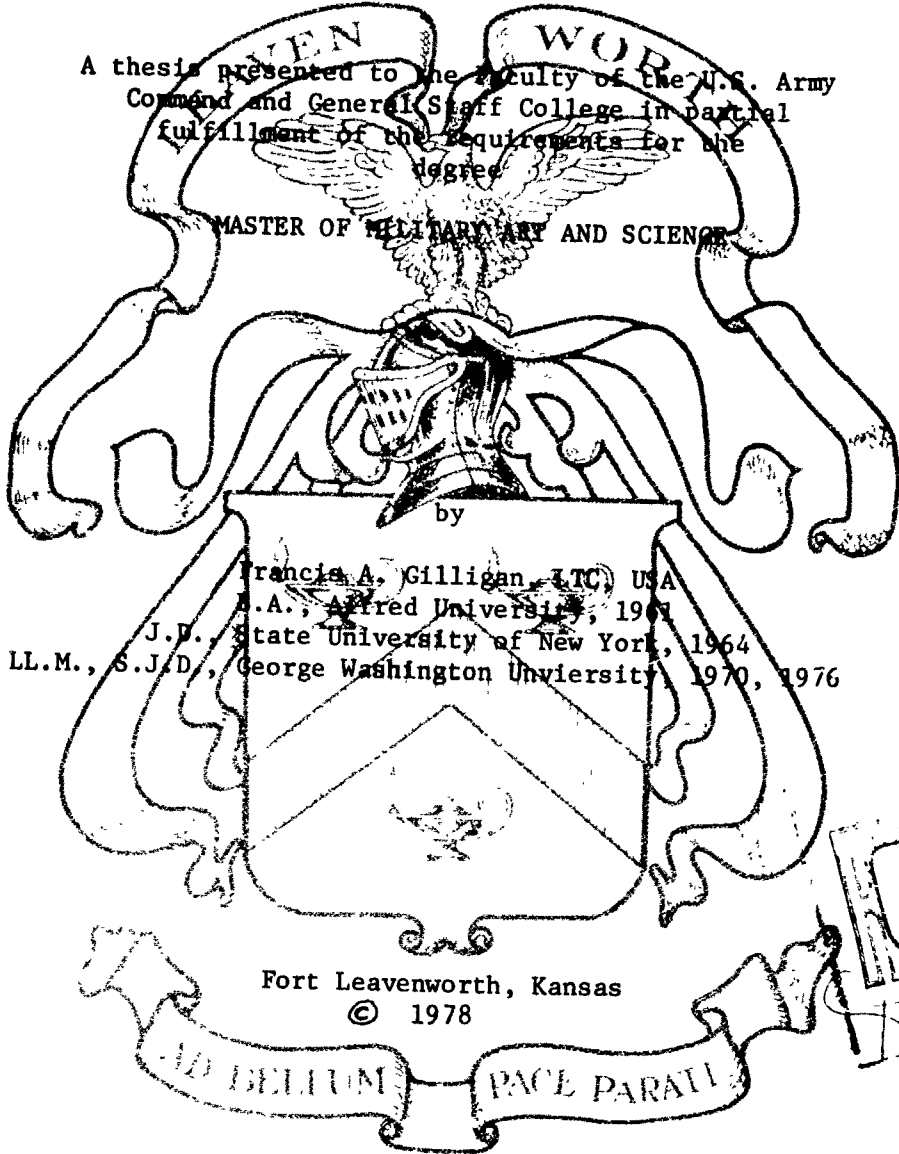 LEAVEN WORTH
A thesis presented to the faculty of the U.S. Army
Command and General Staff College in partial
fulfillment of the requirements for the
degree
MASTER OF MILITARY ART AND SCIENCE
by
Francis A. Gilligan, LTC, USA
B.A., Alfred University, 1961
J.D., State University of New York, 1964
LL.M., S.J.D., George Washington Unviersity, 1970, 1976
Fort Leavenworth, Kansas
© 1978
AD BELLUM PACE PARATI